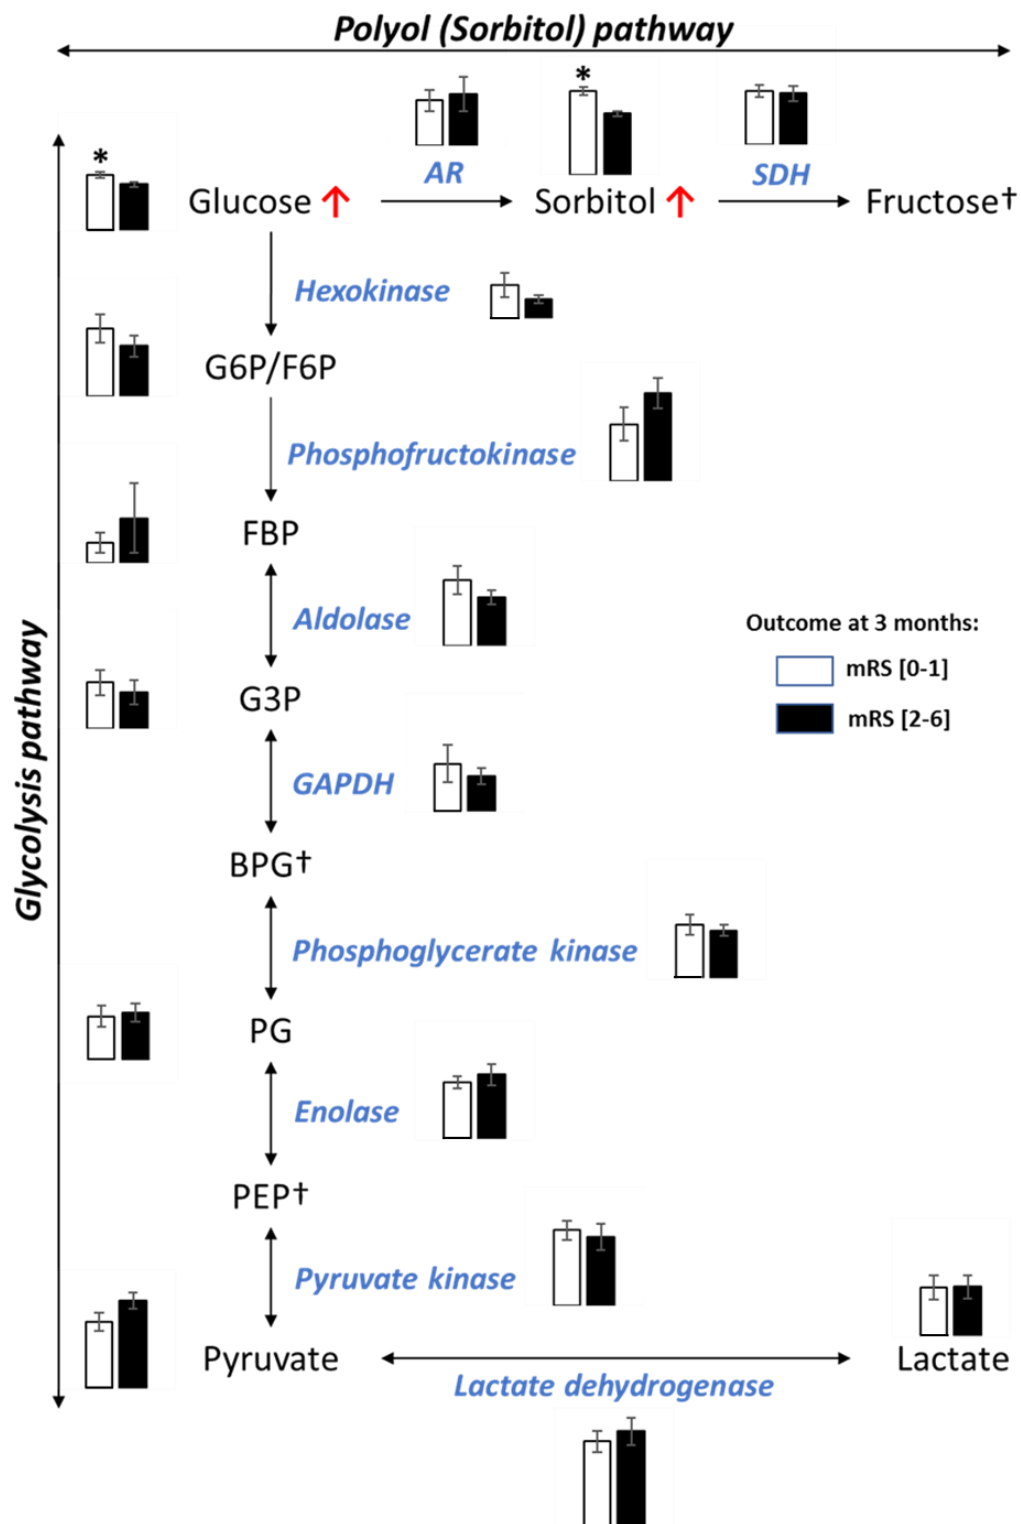 Polyol (Sorbitol) pathway
*
*
AR
SDH
Glucose ↑
Sorbitol ↑
Fructose†
Hexokinase
G6P/F6P
Phosphofructokinase
FBP
Aldolase
Outcome at 3 months:
mRS [0-1]
mRS [2-6]
G3P
Glycolysis pathway
GAPDH
BPG†
Phosphoglycerate kinase
PG
Enolase
PEP†
Pyruvate kinase
Pyruvate
Lactate
Lactate dehydrogenase